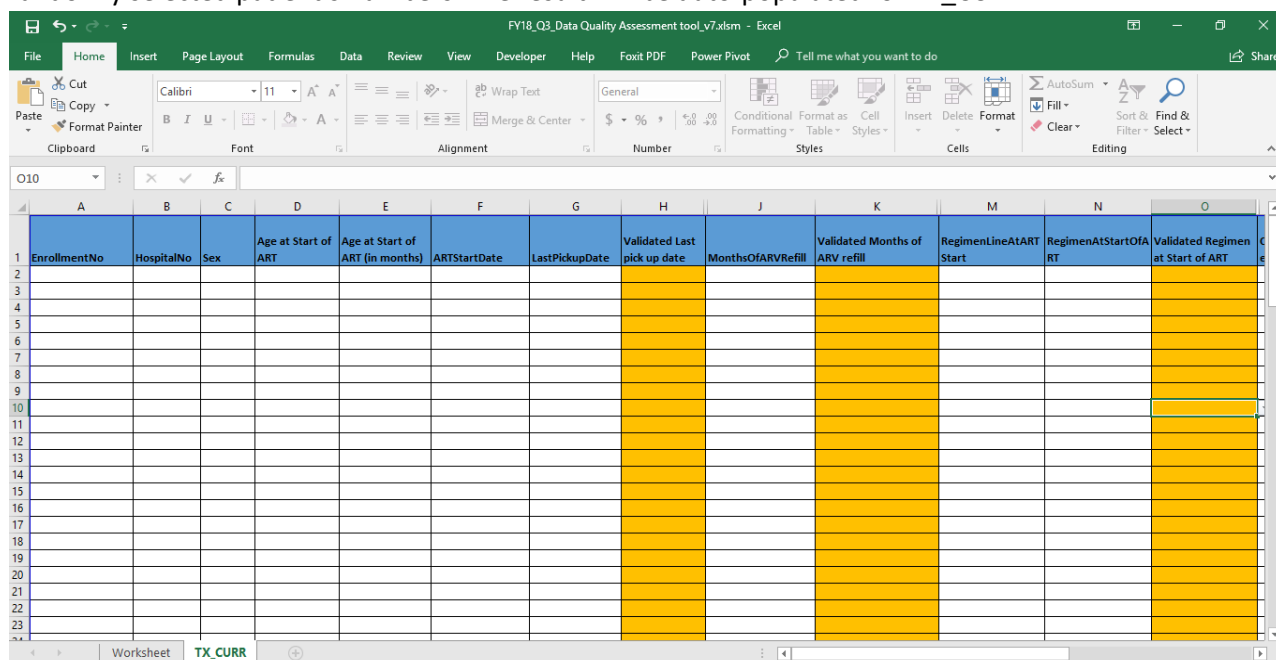 FY18_Q3_Data Quality Assessment tool_v7.xlsm - Excel
File Home Insert Page Layout Formulas Data Review View Developer Help Foxit PDF Power Pivot Tell me what you want to do Share
Cut
Copy
Format Painter
Paste
Clipboard
Calibri 11
B I U
Font
Wrap Text
Merge & Center
Alignment
General
$ % ,
Number
Conditional Formatting
Format as Table
Cell Styles
Styles
Insert Delete Format
Cells
AutoSum
Fill
Clear
Sort & Filter
Find & Select
Editing
O10 fx
A B C D E F G H J K M N O
1 EnrollmentNo HospitalNo Sex Age at Start of ART Age at Start of ART (in months) ARTStartDate LastPickupDate Validated Last pick up date MonthsOfARVRefill Validated Months of ARV refill RegimenLineAtARTStart RegimenAtStartOfART Validated Regimen at Start of ART
2
3
4
5
6
7
8
9
10
11
12
13
14
15
16
17
18
19
20
21
22
23
Worksheet TX_CURR